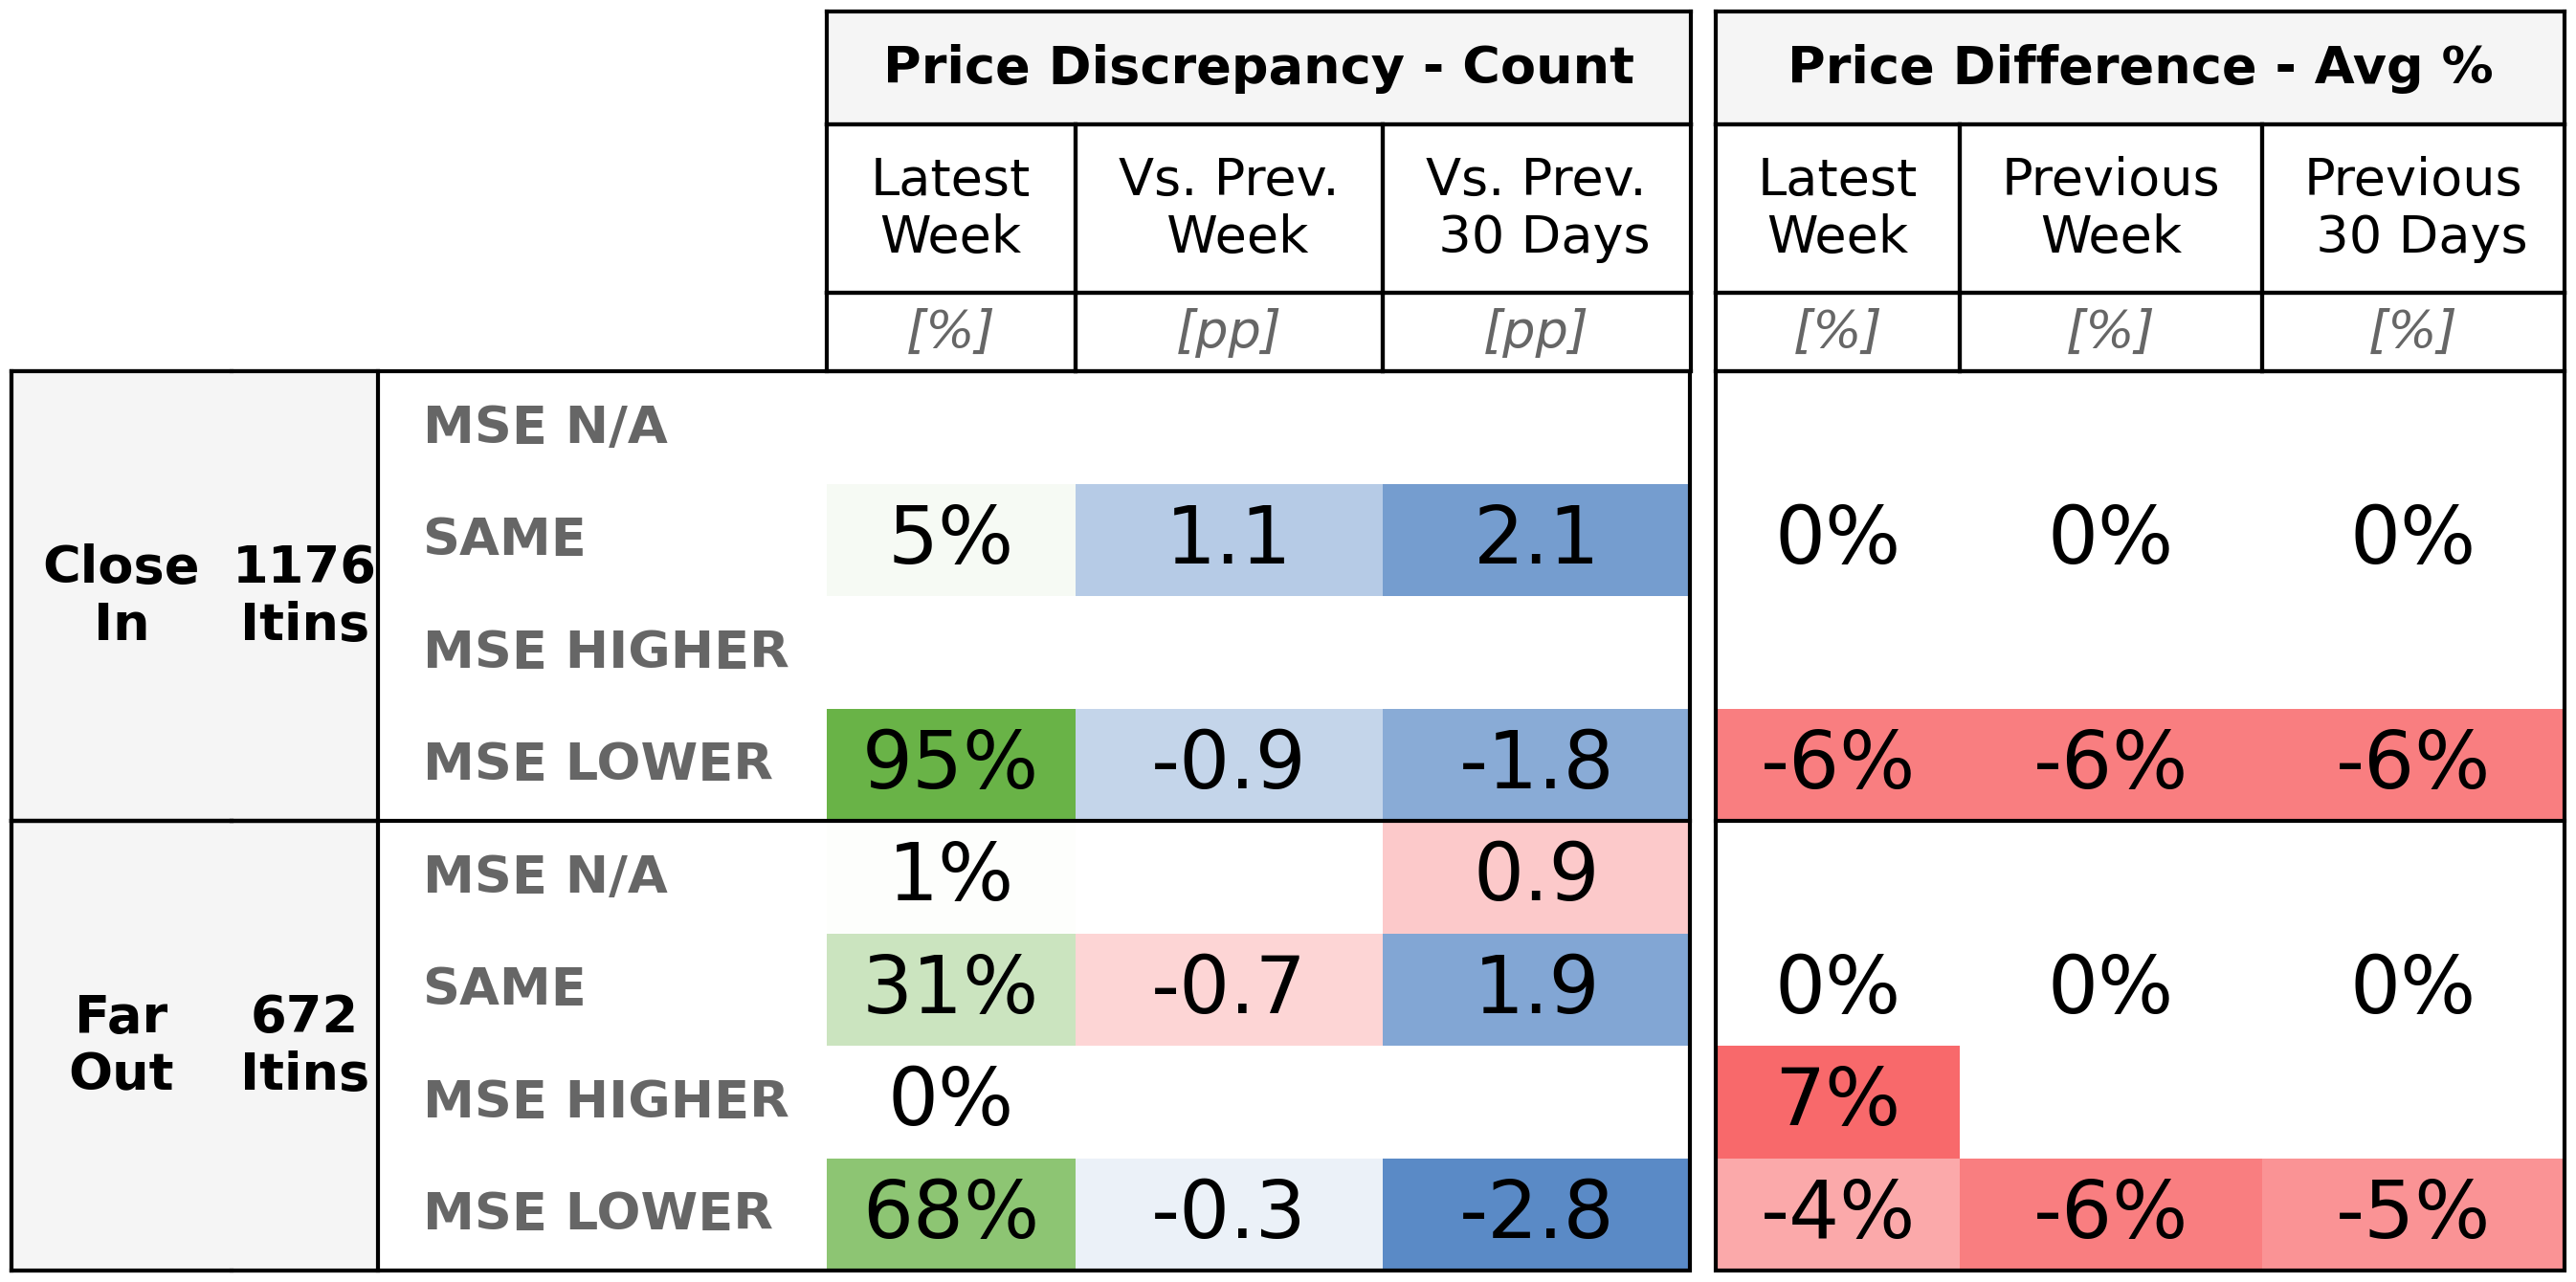 Price Discrepancy - Count Price Difference - Avg %
Latest Week Vs. Prev. Week Vs. Prev. 30 Days Latest Week Previous Week Previous 30 Days
[%] [pp] [pp] [%] [%] [%]
Close In 1176 Itins
MSE N/A
SAME 5% 1.1 2.1 0% 0% 0%
MSE HIGHER
MSE LOWER 95% -0.9 -1.8 -6% -6% -6%
Far Out 672 Itins
MSE N/A 1% 0.9
SAME 31% -0.7 1.9 0% 0% 0%
MSE HIGHER 0% 7%
MSE LOWER 68% -0.3 -2.8 -4% -6% -5%